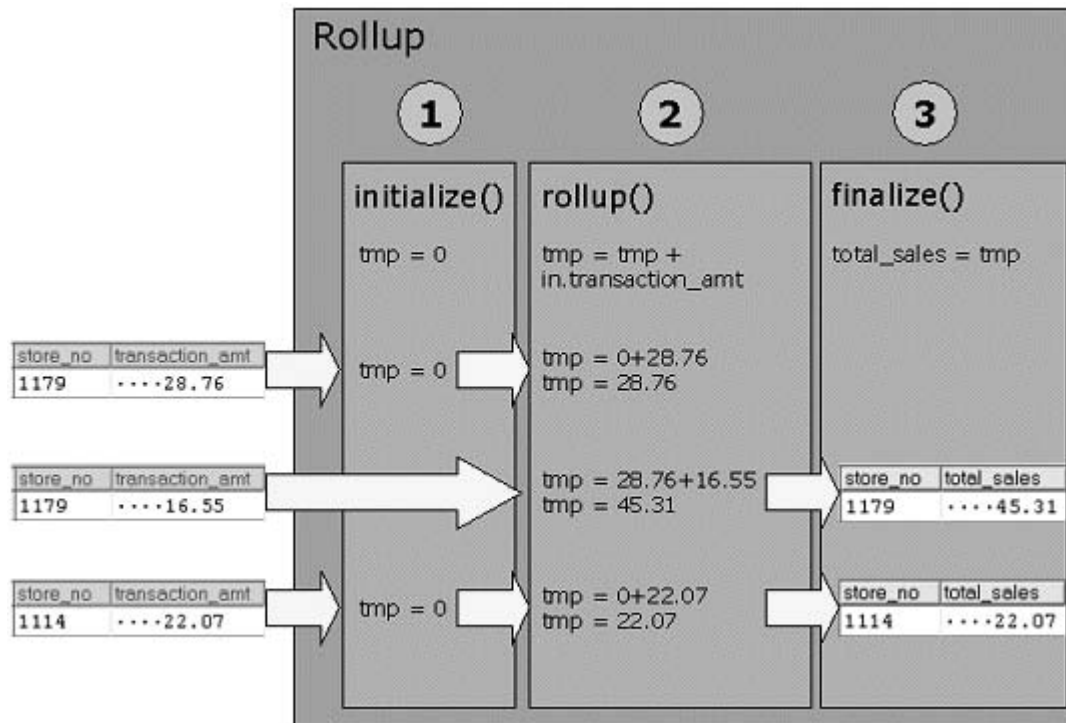 Rollup
1 2 3
initialize() rollup() finalize()
tmp = 0 tmp = tmp + total_sales = tmp
in.transaction_amt
store_no transaction_amt
1179 ····28.76
tmp = 0 tmp = 0+28.76
tmp = 28.76
store_no transaction_amt
1179 ····16.55
tmp = 28.76+16.55
tmp = 45.31
store_no total_sales
1179 ····45.31
store_no transaction_amt
1114 ····22.07
tmp = 0 tmp = 0+22.07
tmp = 22.07
store_no total_sales
1114 ····22.07